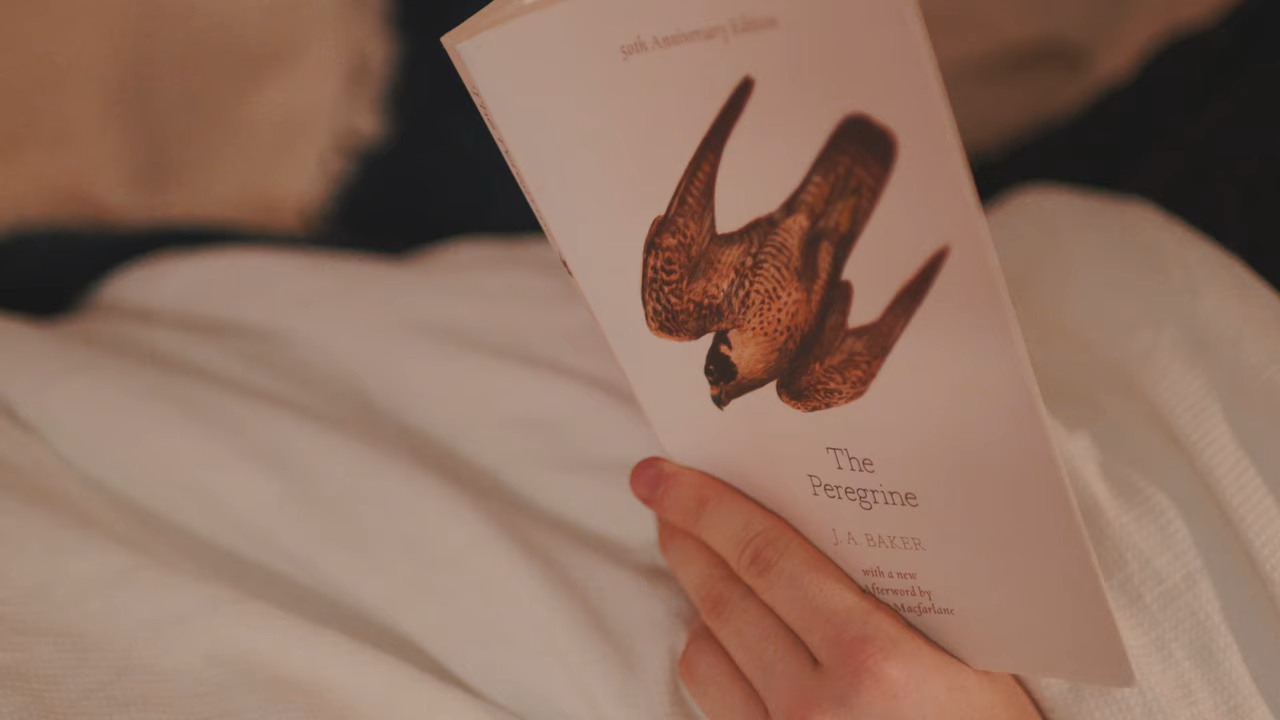 50th Anniversary Edition
The
Peregrine
J. A. BAKER
with a new
Afterword by
Macfarlane